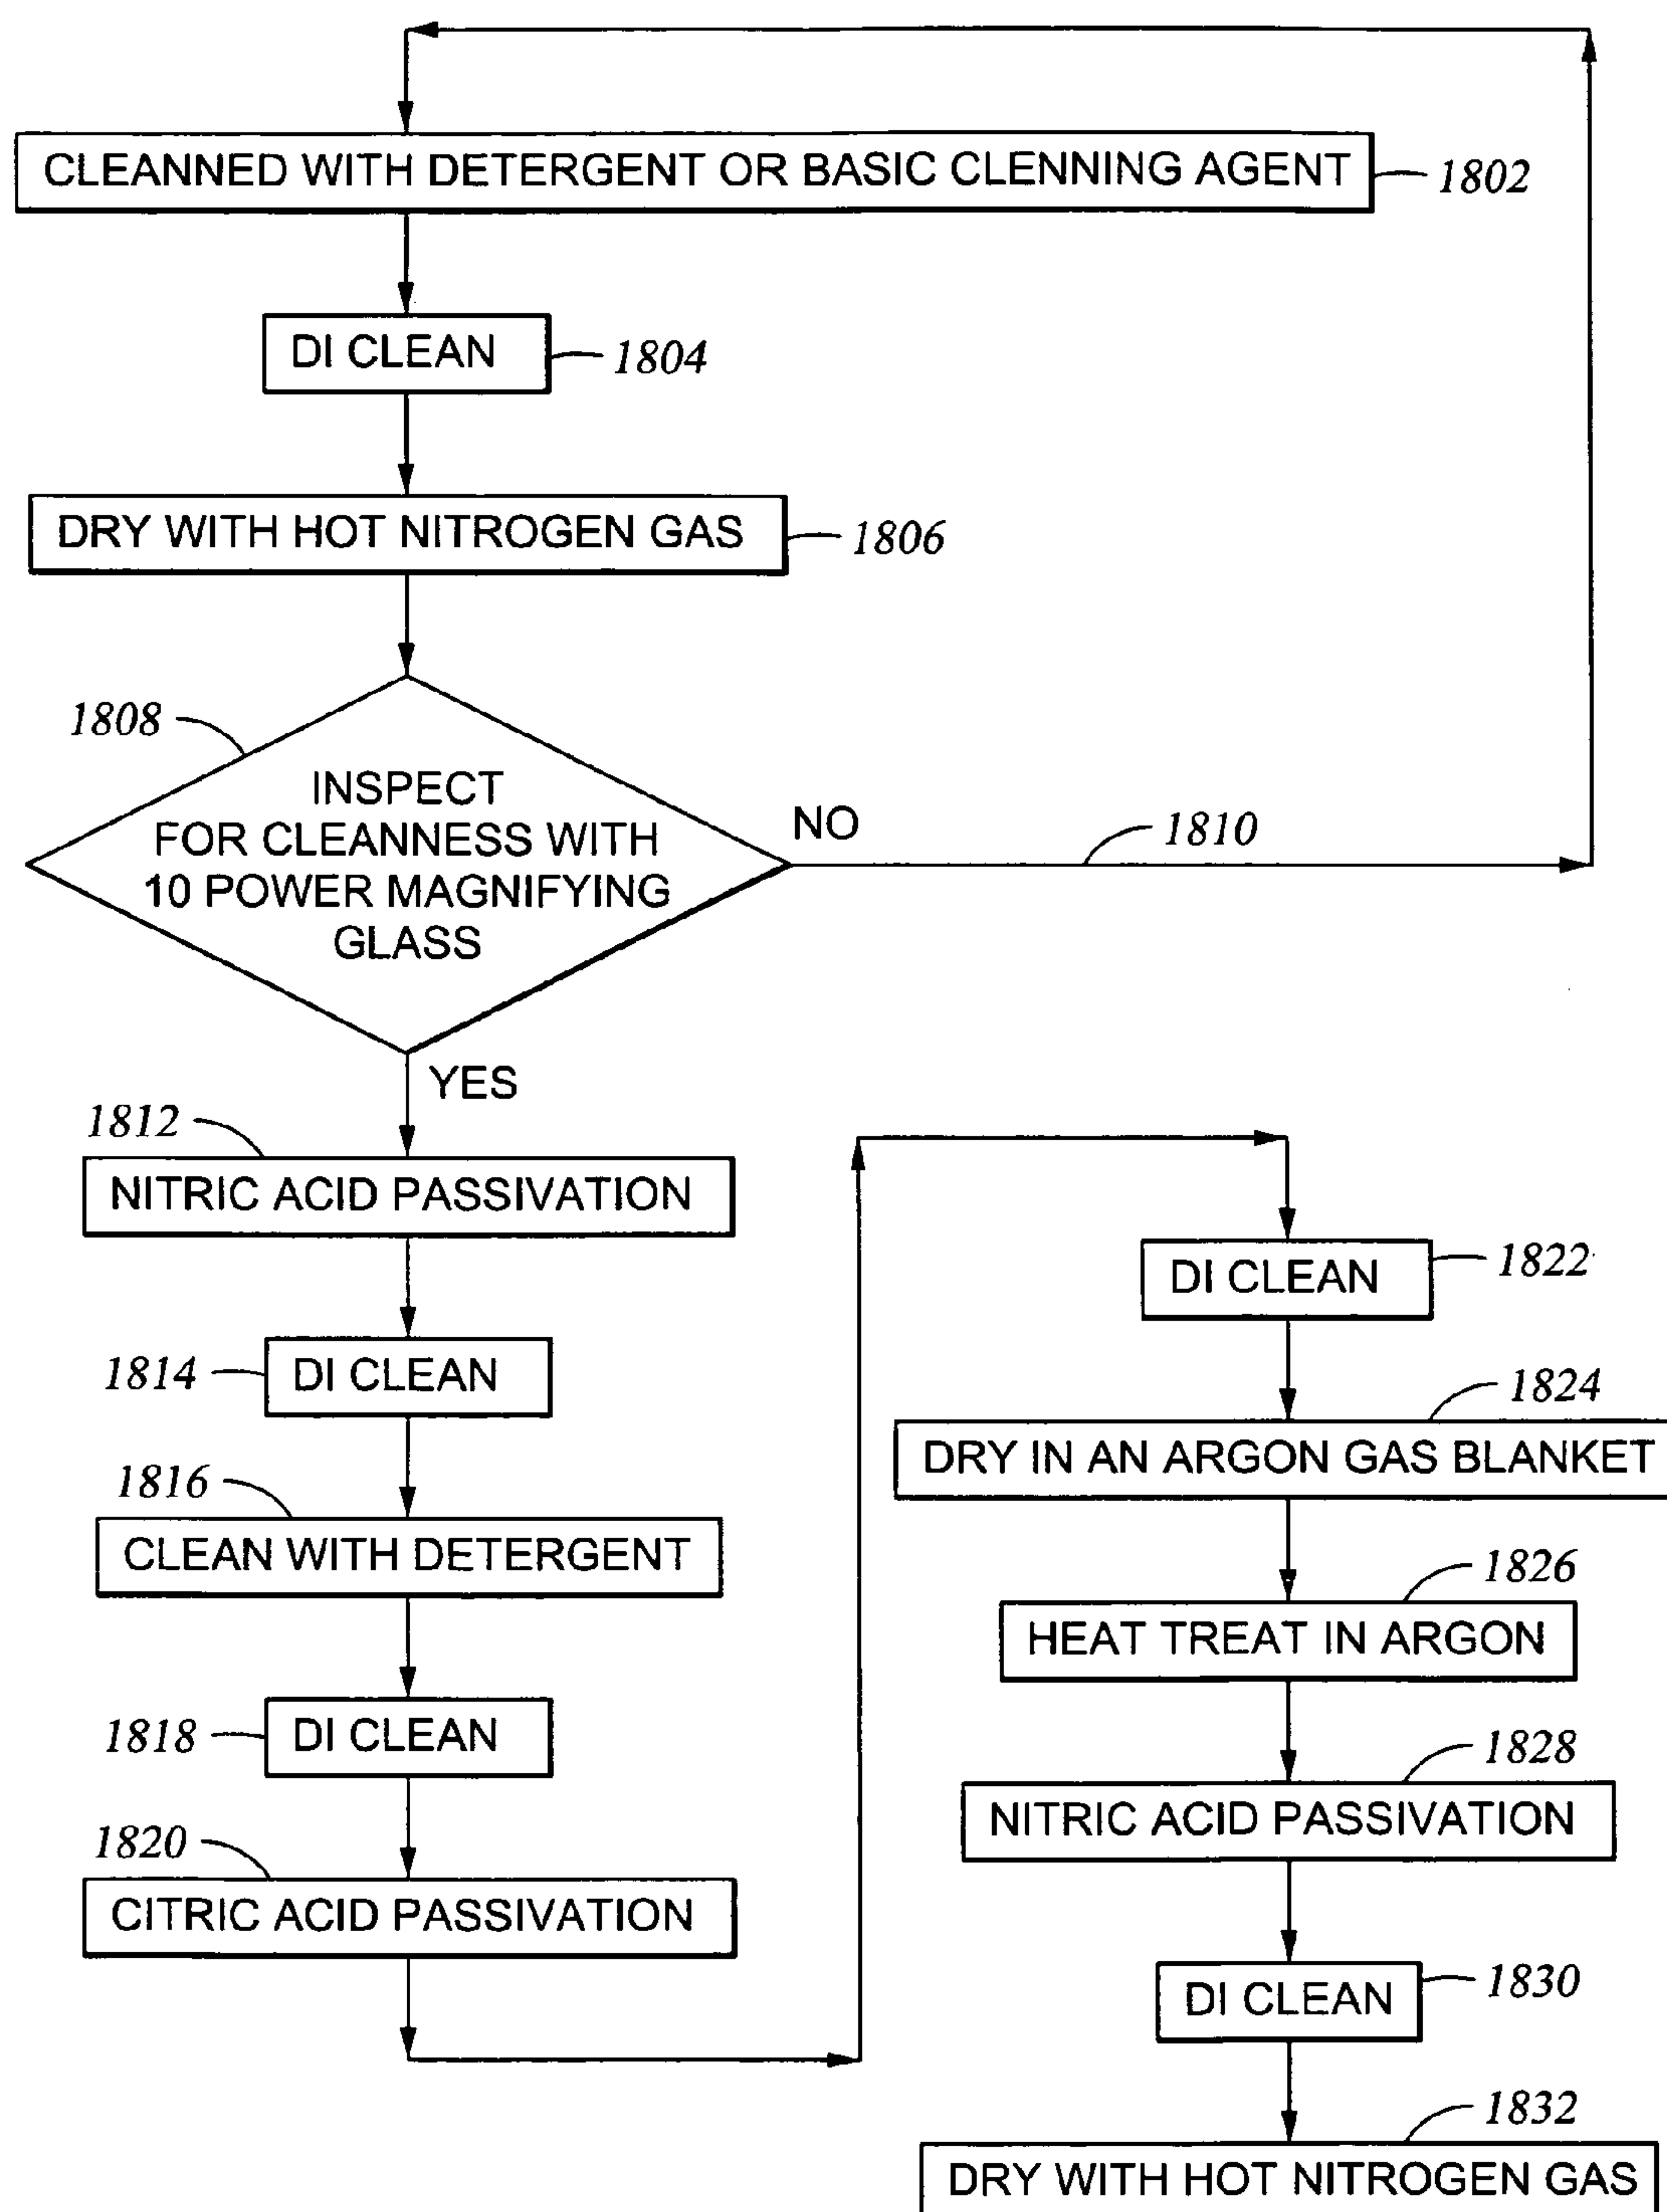 CLEANNED WITH DETERGENT OR BASIC CLENNING AGENT
1802
DI CLEAN
1804
DRY WITH HOT NITROGEN GAS
1806
1808
INSPECT
FOR CLEANNESS WITH
10 POWER MAGNIFYING
GLASS
NO
1810
YES
1812
NITRIC ACID PASSIVATION
1814
DI CLEAN
1816
CLEAN WITH DETERGENT
1818
DI CLEAN
1820
CITRIC ACID PASSIVATION
DI CLEAN
1822
1824
DRY IN AN ARGON GAS BLANKET
1826
HEAT TREAT IN ARGON
1828
NITRIC ACID PASSIVATION
DI CLEAN
1830
1832
DRY WITH HOT NITROGEN GAS